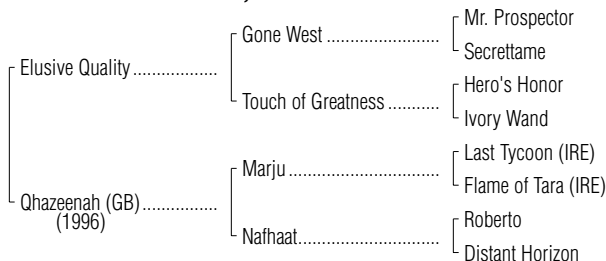 Mr. Prospector
Gone West
Secrettame
Elusive Quality
Hero's Honor
Touch of Greatness
Ivory Wand
Last Tycoon (IRE)
Marju
Flame of Tara (IRE)
Qhazeenah (GB)
(1996)
Roberto
Nafhaat
Distant Horizon